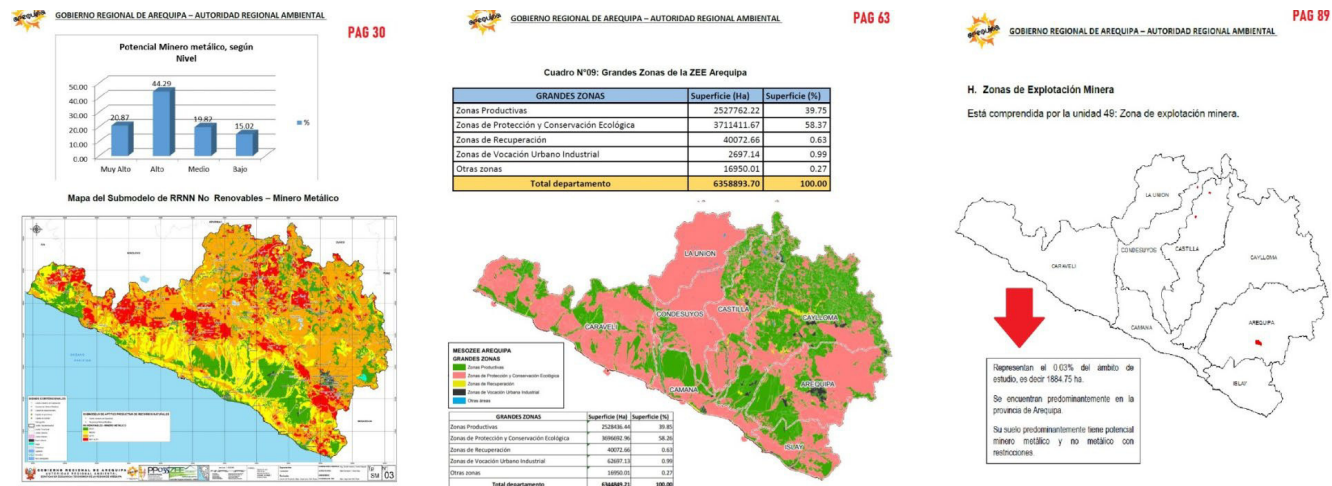 arequipa
GOBIERNO REGIONAL DE AREQUIPA – AUTORIDAD REGIONAL AMBIENTAL
PAG 30
Potencial Minero metálico, según
Nivel
50.00
40.00
30.00
20.00
10.00
0.00
20.87
44.29
19.82
15.02
%
Muy Alto
Alto
Medio
Bajo
Mapa del Submodelo de RRNN No Renovables – Minero Metálico
GOBIERNO REGIONAL DE AREQUIPA
03
arequipa
GOBIERNO REGIONAL DE AREQUIPA – AUTORIDAD REGIONAL AMBIENTAL
PAG 63
Cuadro N°09: Grandes Zonas de la ZEE Arequipa
GRANDES ZONAS Superficie (Ha) Superficie (%)
Zonas Productivas 2527762.22 39.75
Zonas de Protección y Conservación Ecológica 3711411.67 58.37
Zonas de Recuperación 40072.66 0.63
Zonas de Vocación Urbano Industrial 2697.14 0.99
Otras zonas 16950.01 0.27
Total departamento 6358893.70 100.00
LA UNION
CONDESUYOS
CASTILLA
CAYLLOMA
CARAVELI
CAMANA
AREQUIPA
ISLAY
MESOZEE AREQUIPA
GRANDES ZONAS
Zonas Productivas
Zonas de Protección y Conservación Ecológica
Zonas de Recuperación
Zonas de Vocación Urbana Industrial
Otras áreas
GRANDES ZONAS Superficie (Ha) Superficie (%)
Zonas Productivas 2528436.44 39.85
Zonas de Protección y Conservación Ecológica 3696692.96 58.26
Zonas de Recuperación 40072.66 0.63
Zonas de Vocación Urbano Industrial 62697.13 0.99
Otras zonas 16950.01 0.27
Total departamento 6344849.21 100.00
arequipa
GOBIERNO REGIONAL DE AREQUIPA – AUTORIDAD REGIONAL AMBIENTAL
PAG 89
H. Zonas de Explotación Minera
Está comprendida por la unidad 49: Zona de explotación minera.
LA UNION
CONDESUYOS
CASTILLA
CARAVELI
CAYLLOMA
CAMANA
AREQUIPA
ISLAY
Representan el 0.03% del ámbito de
estudio, es decir 1884.75 ha.
Se encuentran predominantemente en la
provincia de Arequipa.
Su suelo predominantemente tiene potencial
minero metálico y no metálico con
restricciones.